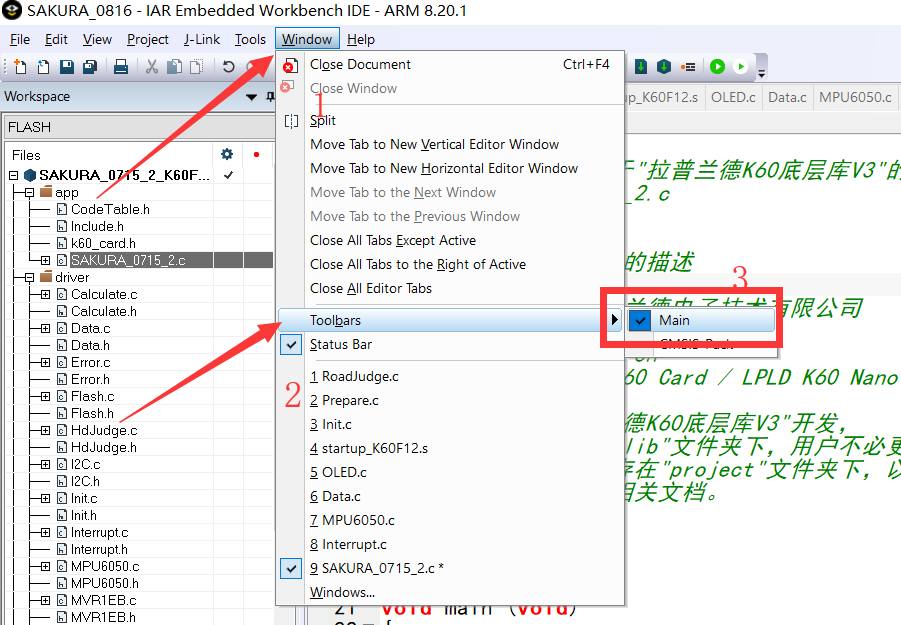 SAKURA_0816 - IAR Embedded Workbench IDE - ARM 8.20.1
File Edit View Project J-Link Tools Window Help
Workspace
FLASH
Files
SAKURA_0715_2_K60F...
app
CodeTable.h
Include.h
k60_card.h
SAKURA_0715_2.c
driver
Calculate.c
Calculate.h
Data.c
Data.h
Error.c
Error.h
Flash.c
Flash.h
HdJudge.c
HdJudge.h
I2C.c
I2C.h
Init.c
Init.h
Interrupt.c
Interrupt.h
MPU6050.c
MPU6050.h
MVR1EB.c
MVR1EB.h
Close Document Ctrl+F4
Close Window
1
Split
Move Tab to New Vertical Editor Window
Move Tab to New Horizontal Editor Window
Move Tab to the Next Window
Move Tab to the Previous Window
Close All Tabs Except Active
Close All Tabs to the Right of Active
Close All Editor Tabs
Toolbars
Status Bar
2
1 RoadJudge.c
2 Prepare.c
3 Init.c
4 startup_K60F12.s
5 OLED.c
6 Data.c
7 MPU6050.c
8 Interrupt.c
9 SAKURA_0715_2.c *
Windows...
3
Main
CMSIS-Pack
up_K60F12.s OLED.c Data.c MPU6050.c
"拉普兰德K60底层库V3"的
_2.c
的描述
兰德电子技术有限公司
60 Card / LPLD K60 Nano
德K60底层库V3"开发,
lib"文件夹下，用户不必更
存在"project"文件夹下，以
相关文档。
21 void main (void)
{